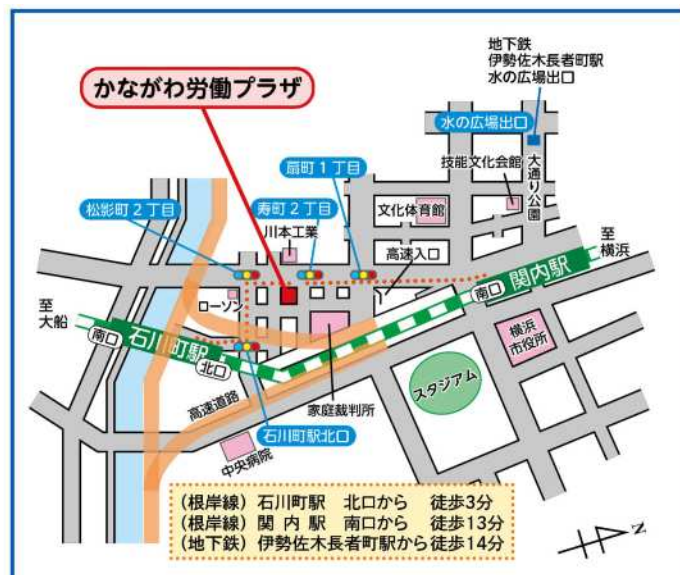 地下鉄
伊勢佐木長者町駅
水の広場出口
かながわ労働プラザ
水の広場出口
扇町1丁目
技能文化会館
大通り公園
松影町2丁目
寿町2丁目
文化体育館
川本工業
高速入口
至
横浜
関内駅
南口
ローソン
至
大船
南口
石川町駅
北口
横浜
市役所
スタジアム
高速道路
家庭裁判所
石川町駅北口
中央病院
(根岸線) 石川町駅 北口から 徒歩3分
(根岸線) 関内駅 南口から 徒歩13分
(地下鉄) 伊勢佐木長者町駅から徒歩14分
N